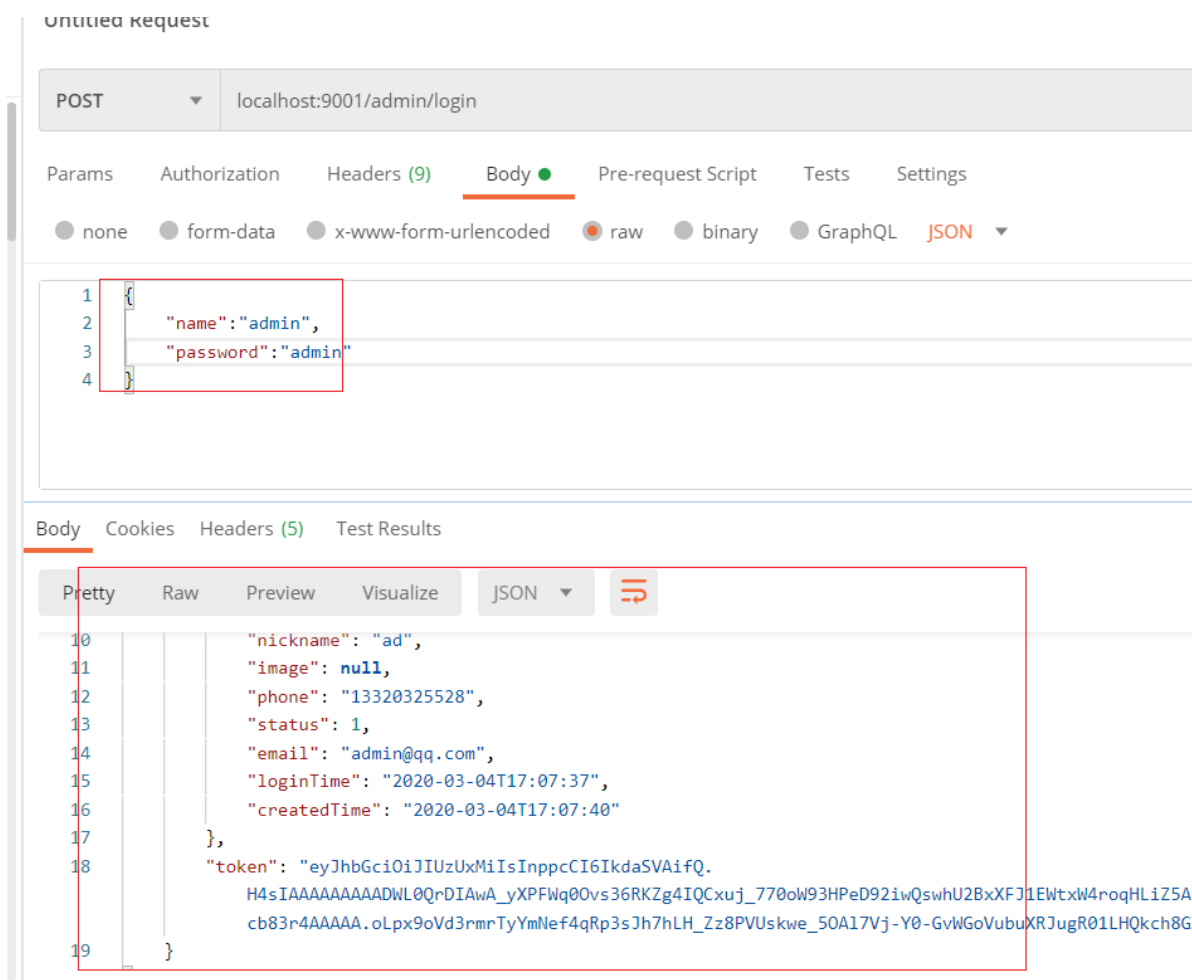 Untitled Request
POST localhost:9001/admin/login
Params Authorization Headers (9) Body Pre-request Script Tests Settings
none form-data x-www-form-urlencoded raw binary GraphQL JSON
1 {
2 "name":"admin",
3 "password":"admin"
4 }
Body Cookies Headers (5) Test Results
Pretty Raw Preview Visualize JSON
10 "nickname": "ad",
11 "image": null,
12 "phone": "13320325528",
13 "status": 1,
14 "email": "admin@qq.com",
15 "loginTime": "2020-03-04T17:07:37",
16 "createdTime": "2020-03-04T17:07:40"
17 },
18 "token": "eyJhbGciOiJIUzUxMiIsInppcCI6IkdaSVAifQ.
H4sIAAAAAAAAADWL0QrDIAwA_yXPFWq0Ovs36RKZg4IQCxuj_770oW93HPeD92iwQswhU2BxXFJ1EWtxW4roqHLiZ5A
cb83r4AAAAA.oLpx9oVd3rmrTyYmNef4qRp3sJh7hLH_Zz8PVUskwe_5OAl7Vj-Y0-GvWGoVubuXRJugR01LHQkch8G
19 }